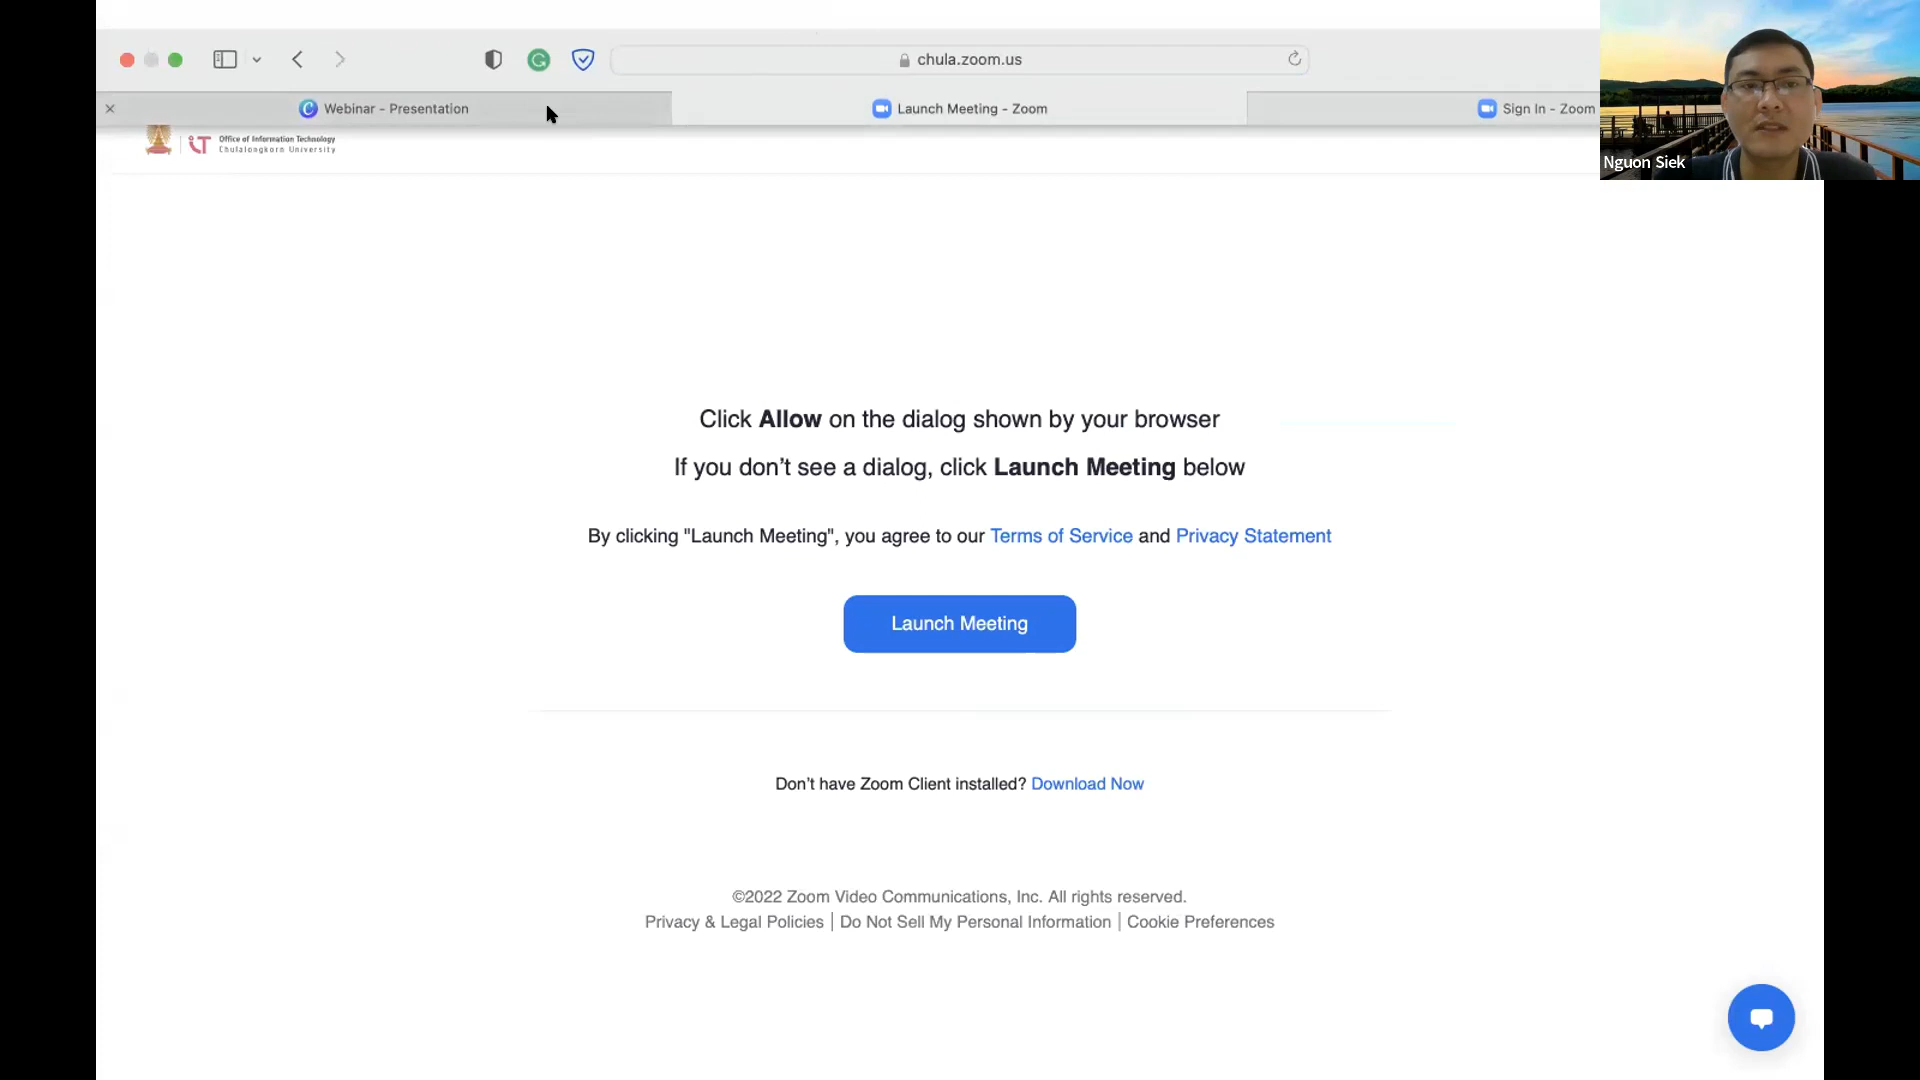 chula.zoom.us
Webinar - Presentation
Launch Meeting - Zoom
Sign In - Zoom
Nguon Siek
Office of Information Technology
Chulalongkorn University
Click Allow on the dialog shown by your browser
If you don’t see a dialog, click Launch Meeting below
By clicking "Launch Meeting", you agree to our Terms of Service and Privacy Statement
Launch Meeting
Don’t have Zoom Client installed? Download Now
©2022 Zoom Video Communications, Inc. All rights reserved.
Privacy & Legal Policies | Do Not Sell My Personal Information | Cookie Preferences